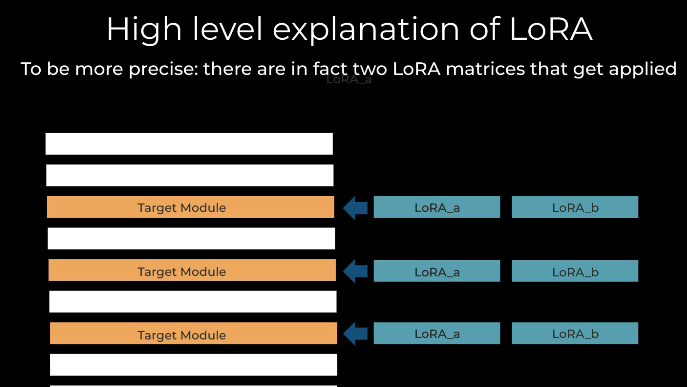 High level explanation of LoRA
To be more precise: there are in fact two LoRA matrices that get applied
LoRA_a
Target Module LoRA_a LoRA_b
Target Module LoRA_a LoRA_b
Target Module LoRA_a LoRA_b